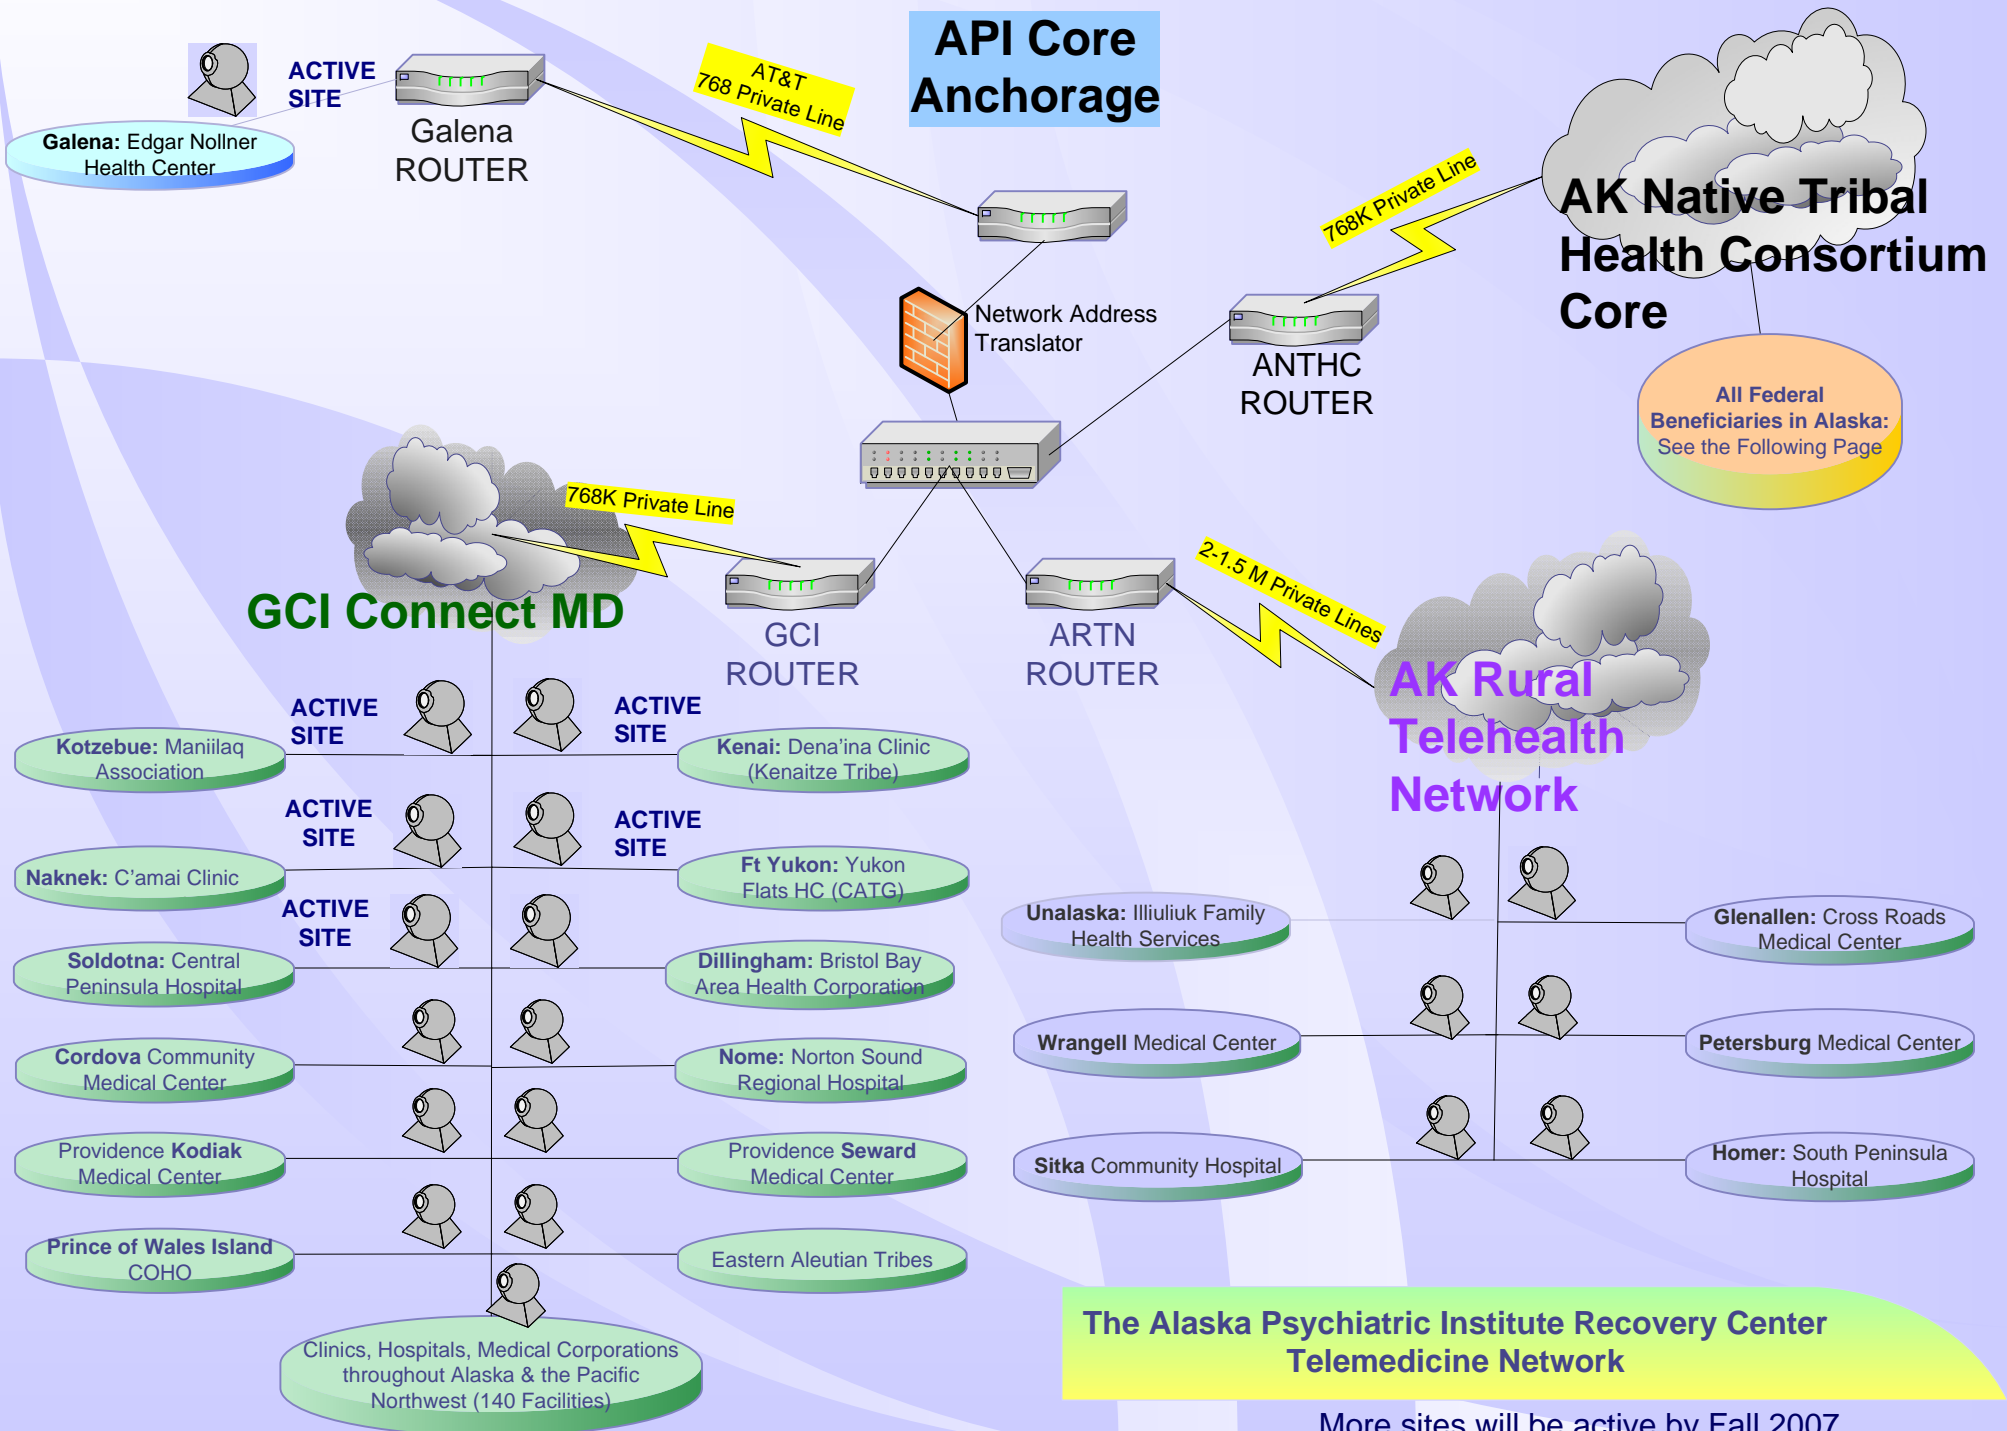 API Core
Anchorage
ACTIVE
SITE
Galena: Edgar Nollner
Health Center
Galena
ROUTER
AT&T
768 Private Line
Network Address
Translator
768K Private Line
ANTHC
ROUTER
AK Native Tribal
Health Consortium
Core
All Federal
Beneficiaries in Alaska:
See the Following Page
768K Private Line
GCI Connect MD
GCI
ROUTER
ARTN
ROUTER
2-1.5 M Private Lines
AK Rural
Telehealth
Network
ACTIVE
SITE
ACTIVE
SITE
Kotzebue: Maniilaq
Association
Kenai: Dena’ina Clinic
(Kenaitze Tribe)
ACTIVE
SITE
ACTIVE
SITE
Naknek: C’amai Clinic
Ft Yukon: Yukon
Flats HC (CATG)
ACTIVE
SITE
Soldotna: Central
Peninsula Hospital
Dillingham: Bristol Bay
Area Health Corporation
Cordova Community
Medical Center
Nome: Norton Sound
Regional Hospital
Providence Kodiak
Medical Center
Providence Seward
Medical Center
Prince of Wales Island
COHO
Eastern Aleutian Tribes
Clinics, Hospitals, Medical Corporations
throughout Alaska & the Pacific
Northwest (140 Facilities)
Unalaska: Illiuliuk Family
Health Services
Glenallen: Cross Roads
Medical Center
Wrangell Medical Center
Petersburg Medical Center
Sitka Community Hospital
Homer: South Peninsula
Hospital
The Alaska Psychiatric Institute Recovery Center
Telemedicine Network
More sites will be active by Fall 2007